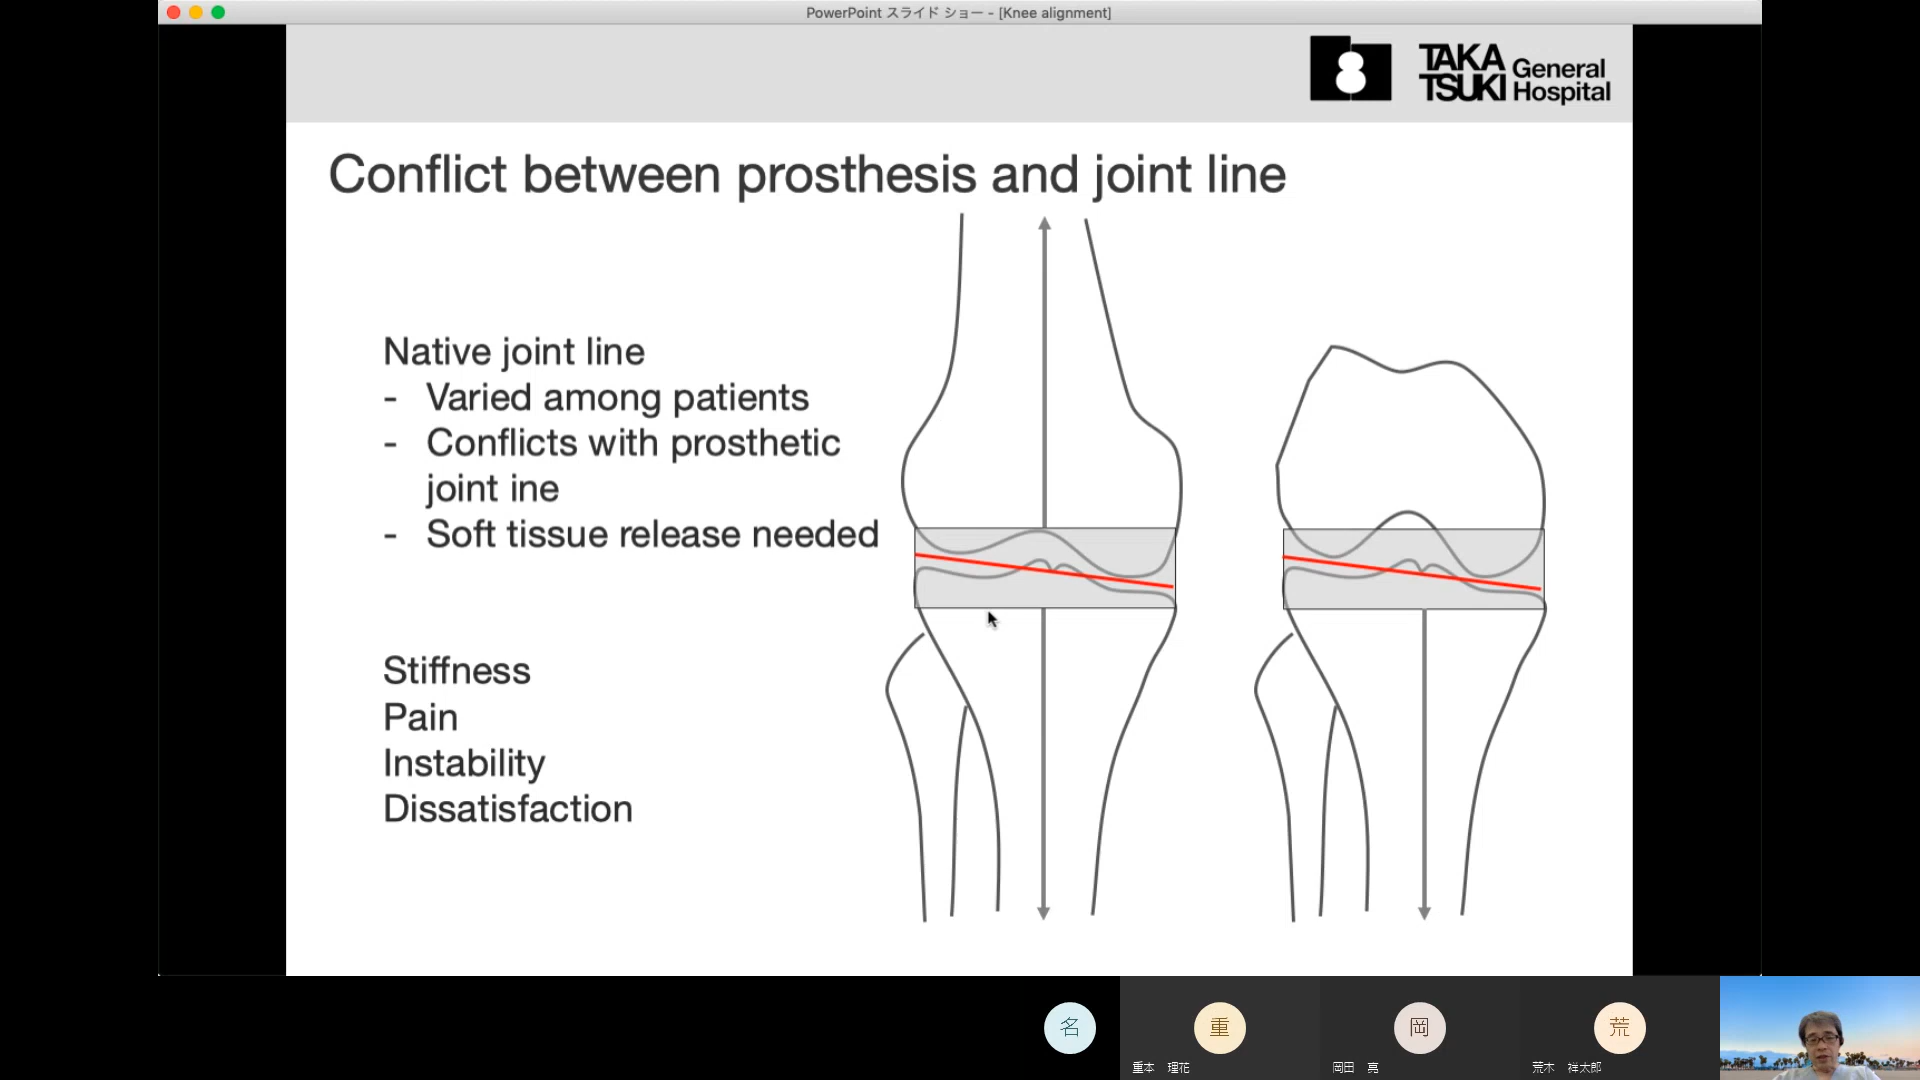 PowerPoint スライド ショー - [Knee alignment]
TAKA
TSUKI
General
Hospital
Conflict between prosthesis and joint line
Native joint line
- Varied among patients
- Conflicts with prosthetic
joint ine
- Soft tissue release needed
Stiffness
Pain
Instability
Dissatisfaction
名
重
岡
荒
重本 理花
岡田 亮
荒木 祥太郎